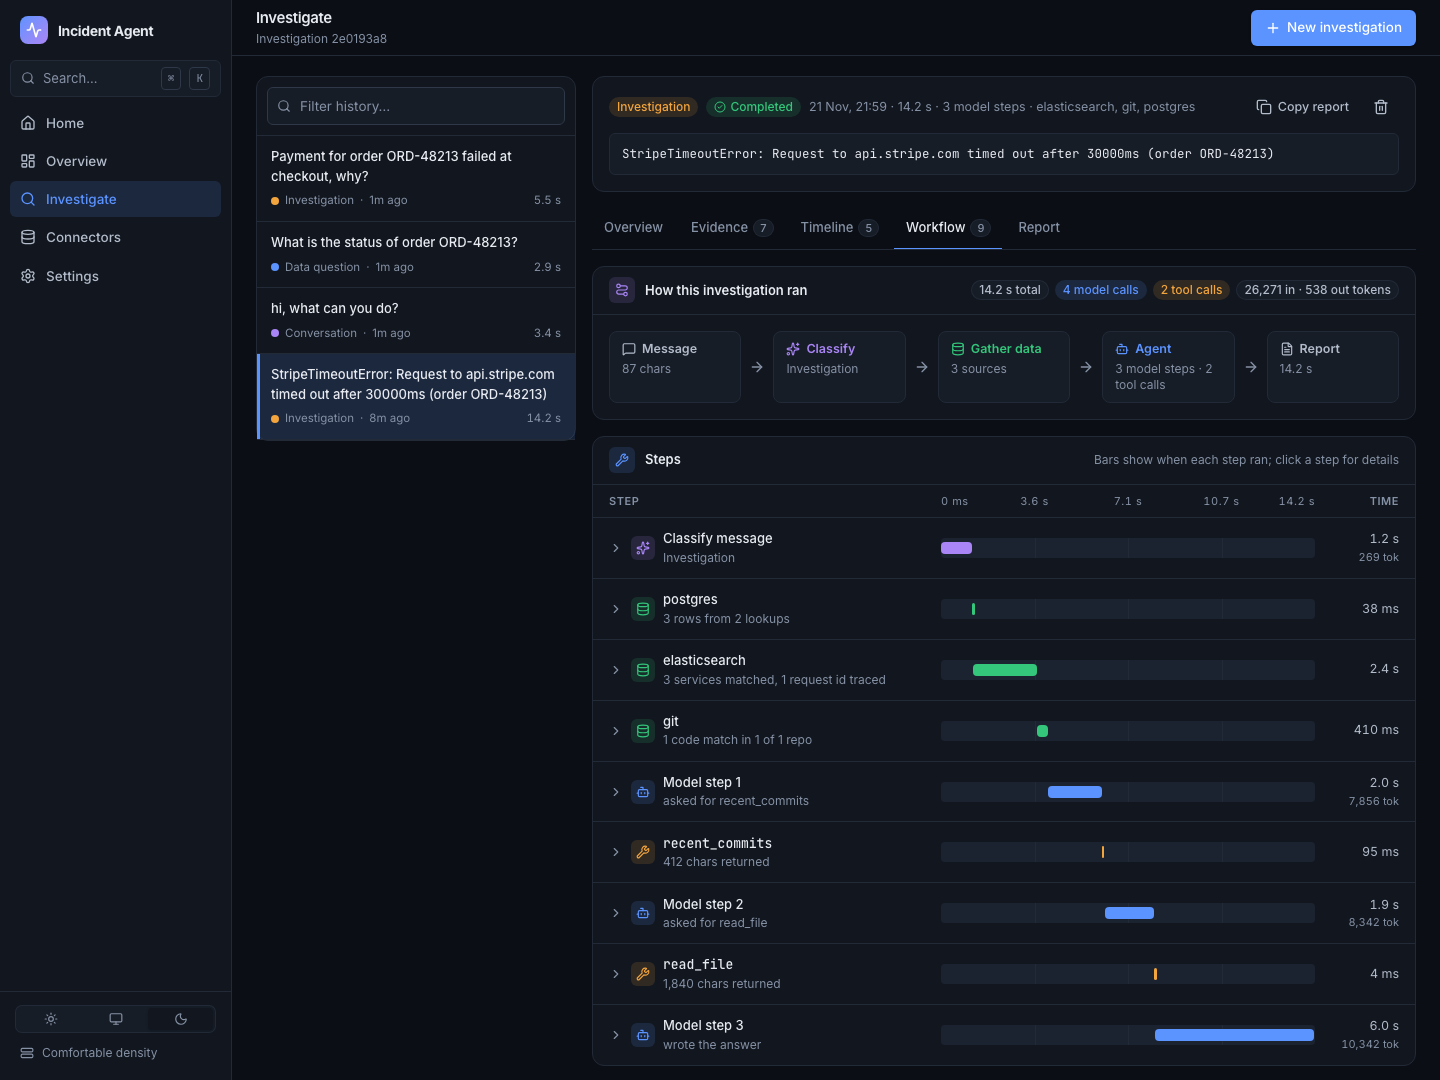 Incident Agent
Search...
⌘ K
Home
Overview
Investigate
Connectors
Settings
Comfortable density
Investigate
Investigation 2e0193a8
New investigation
Filter history...
Payment for order ORD-48213 failed at
checkout, why?
Investigation · 1m ago 5.5 s
What is the status of order ORD-48213?
Data question · 1m ago 2.9 s
hi, what can you do?
Conversation · 1m ago 3.4 s
StripeTimeoutError: Request to api.stripe.com
timed out after 30000ms (order ORD-48213)
Investigation · 8m ago 14.2 s
Investigation Completed 21 Nov, 21:59 · 14.2 s · 3 model steps · elasticsearch, git, postgres Copy report
StripeTimeoutError: Request to api.stripe.com timed out after 30000ms (order ORD-48213)
Overview Evidence 7 Timeline 5 Workflow 9 Report
How this investigation ran 14.2 s total 4 model calls 2 tool calls 26,271 in · 538 out tokens
Message
87 chars
Classify
Investigation
Gather data
3 sources
Agent
3 model steps · 2
tool calls
Report
14.2 s
Steps Bars show when each step ran; click a step for details
STEP 0 ms 3.6 s 7.1 s 10.7 s 14.2 s TIME
Classify message 1.2 s
Investigation 269 tok
postgres
3 rows from 2 lookups 38 ms
elasticsearch
3 services matched, 1 request id traced 2.4 s
git
1 code match in 1 of 1 repo 410 ms
Model step 1 2.0 s
asked for recent_commits 7,856 tok
recent_commits
412 chars returned 95 ms
Model step 2 1.9 s
asked for read_file 8,342 tok
read_file
1,840 chars returned 4 ms
Model step 3 6.0 s
wrote the answer 10,342 tok